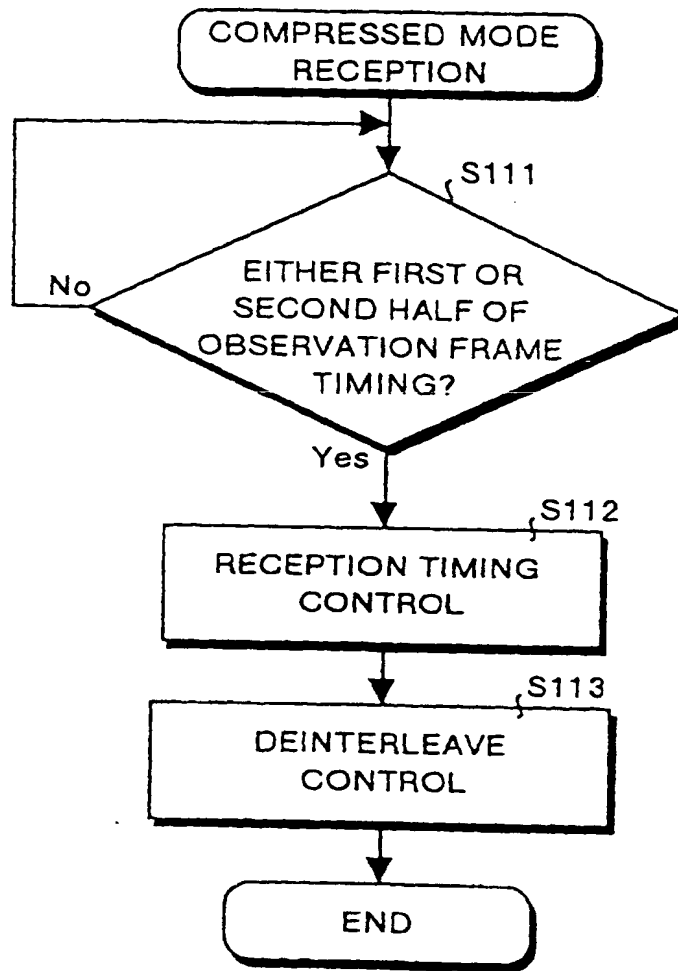 COMPRESSED MODE
RECEPTION
S111
EITHER FIRST OR
SECOND HALF OF
OBSERVATION FRAME
TIMING?
No
Yes
S112
RECEPTION TIMING
CONTROL
S113
DEINTERLEAVE
CONTROL
END